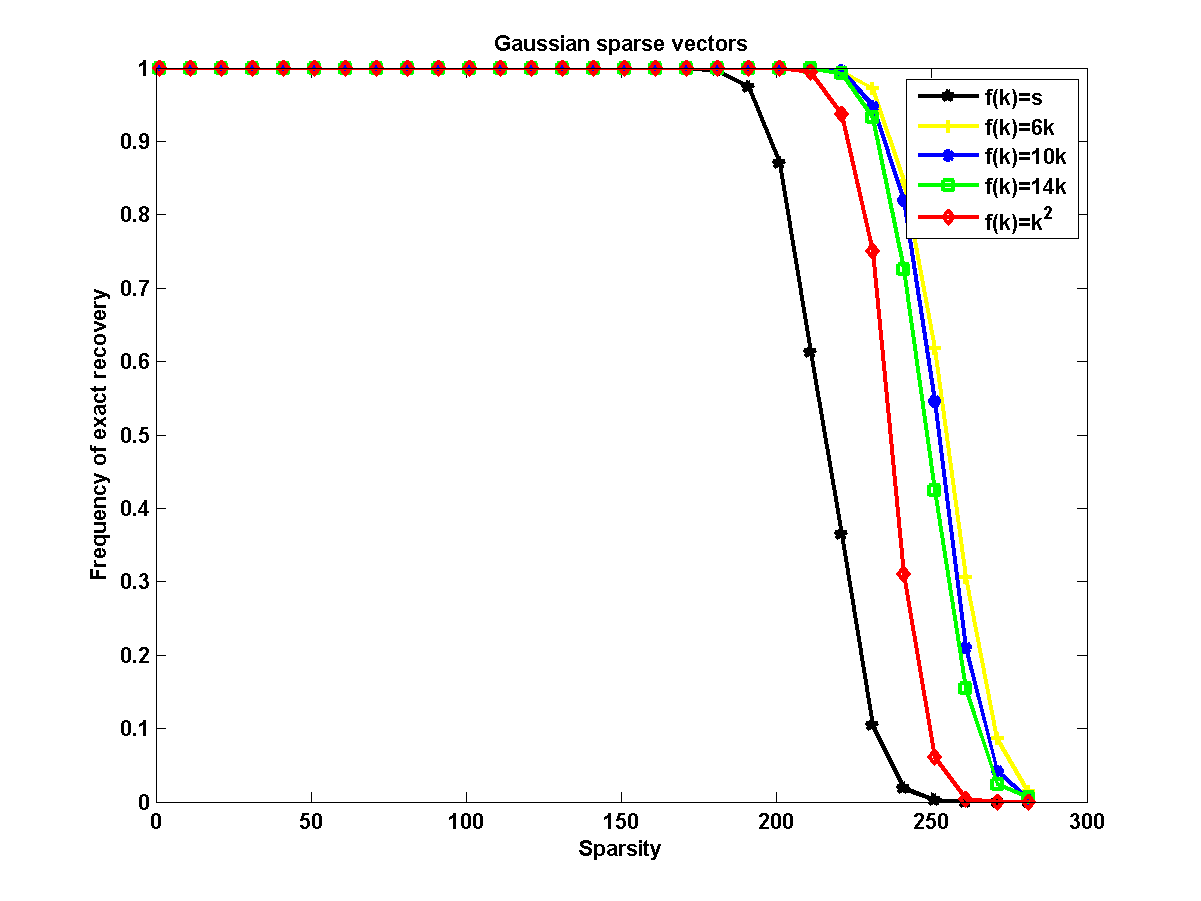 Gaussian sparse vectors
1
0.9
0.8
0.7
0.6
0.5
0.4
0.3
0.2
0.1
0
Frequency of exact recovery
f(k)=s
f(k)=6k
f(k)=10k
f(k)=14k
f(k)=k²
0 50 100 150 200 250 300
Sparsity